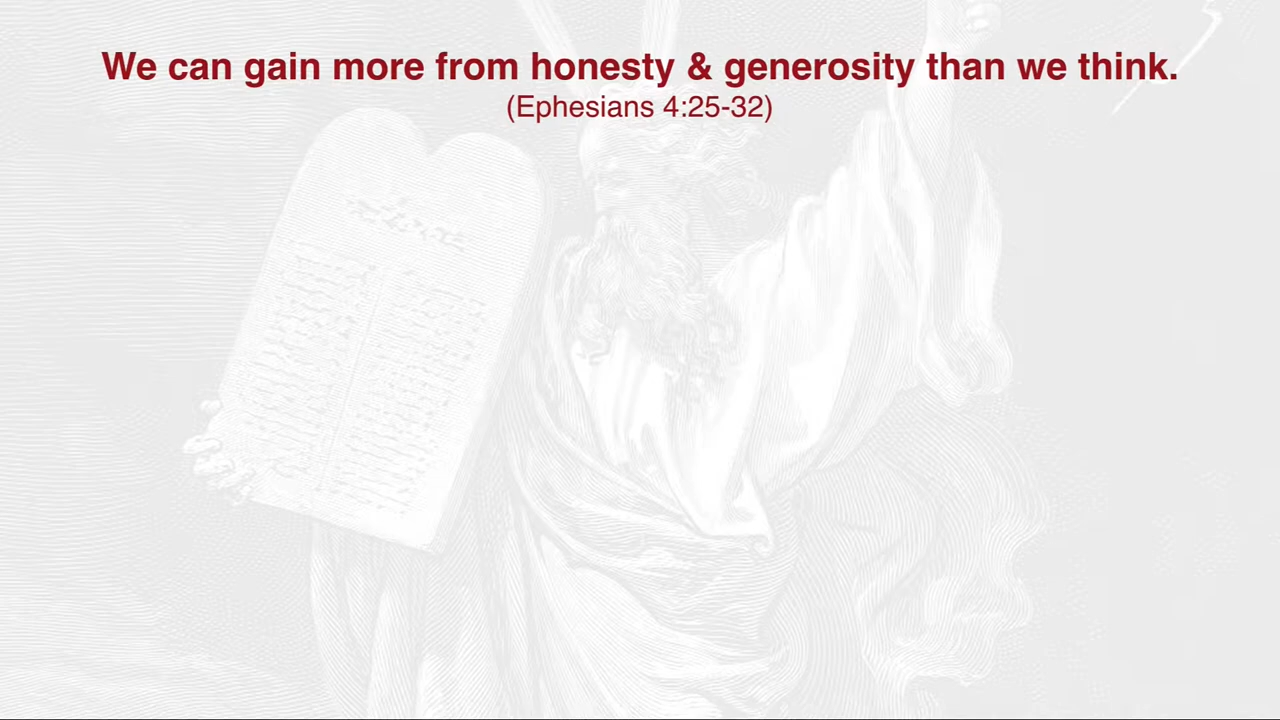 We can gain more from honesty & generosity than we think.
(Ephesians 4:25-32)